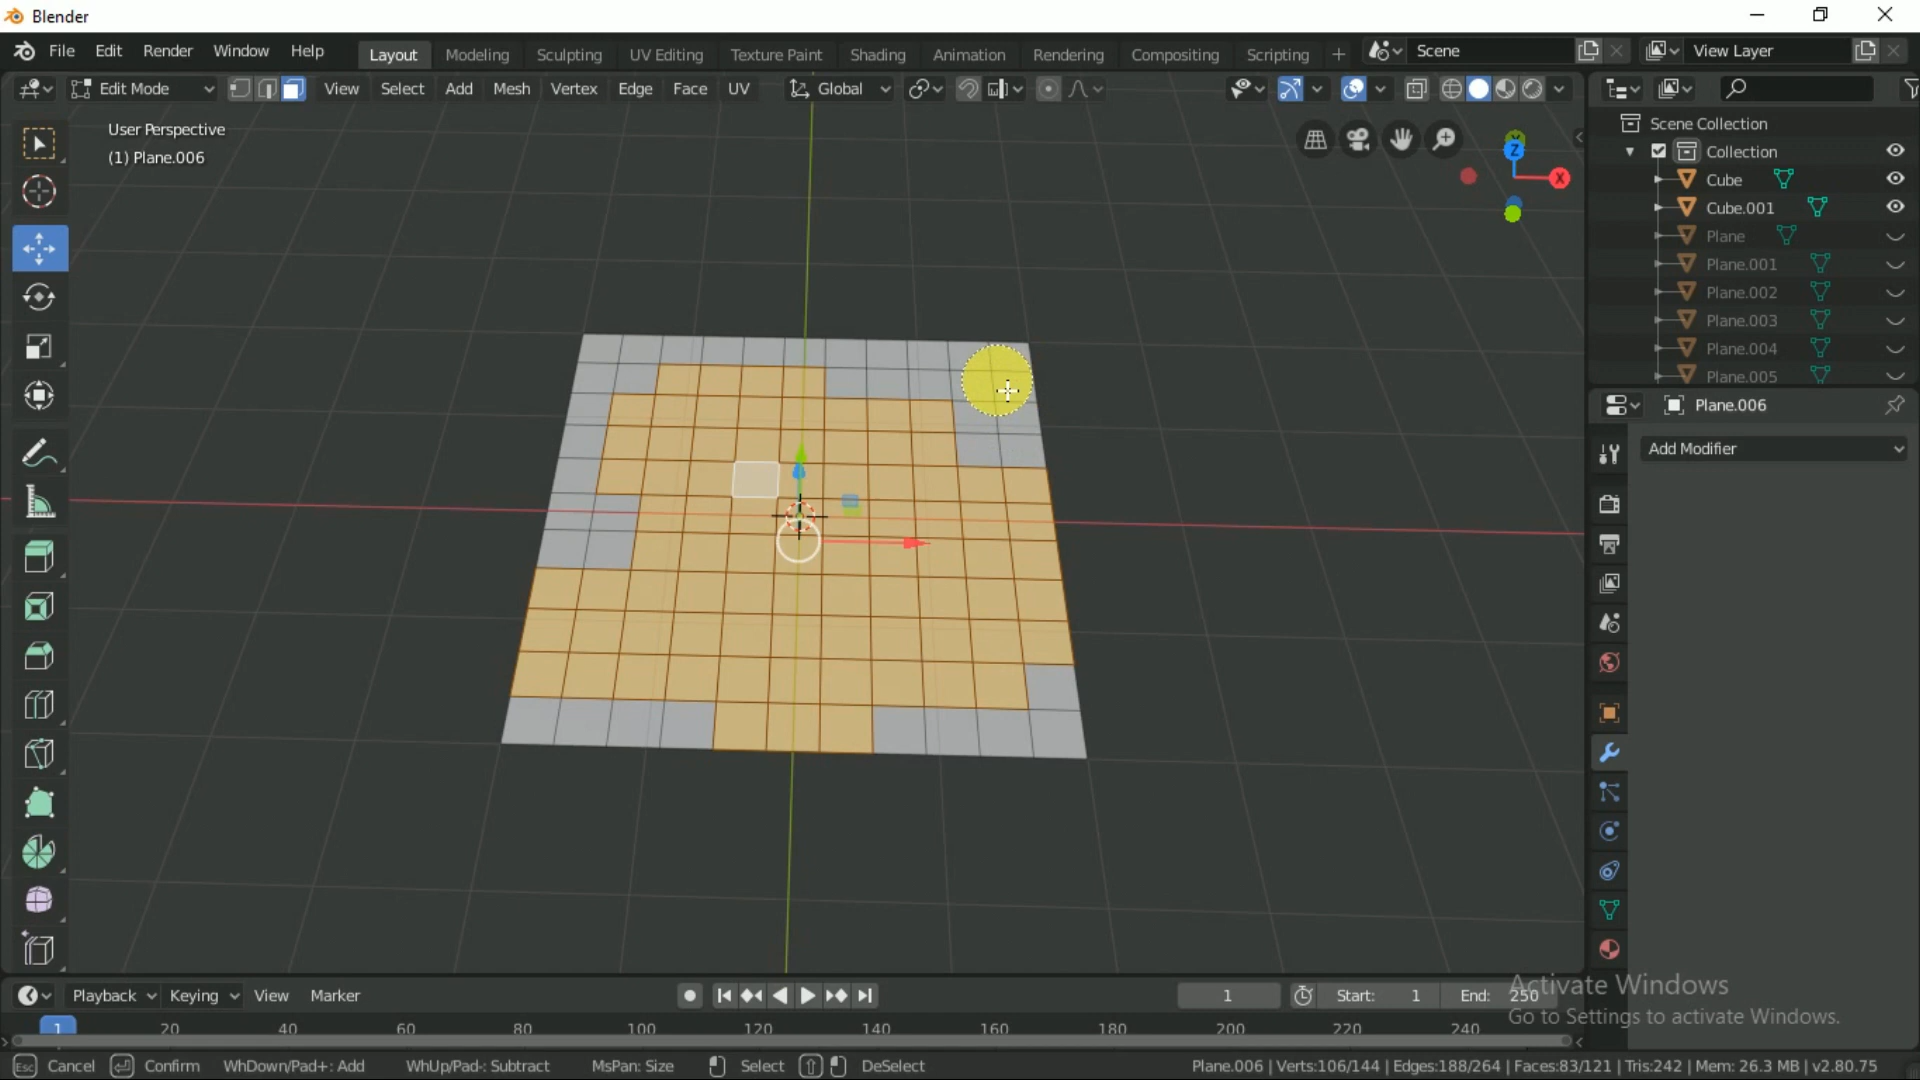 Blender
File Edit Render Window Help Layout Modeling Sculpting UV Editing Texture Paint Shading Animation Rendering Compositing Scripting + Scene View Layer
Edit Mode View Select Add Mesh Vertex Edge Face UV Global
User Perspective
(1) Plane.006
Z
X
Scene Collection
Collection
Cube
Cube.001
Plane
Plane.001
Plane.002
Plane.003
Plane.004
Plane.005
Plane.006
Add Modifier
Playback Keying View Marker 1 Start: 1 End: 250
1 20 40 60 80 100 120 140 160 180 200 220 240
Activate Windows
Go to Settings to activate Windows.
Esc Cancel Confirm WhDown/Pad+: Add WhUp/Pad-: Subtract MsPan: Size Select DeSelect Plane.006 | Verts:106/144 | Edges:188/264 | Faces:83/121 | Tris:242 | Mem: 26.3 MB | v2.80.75